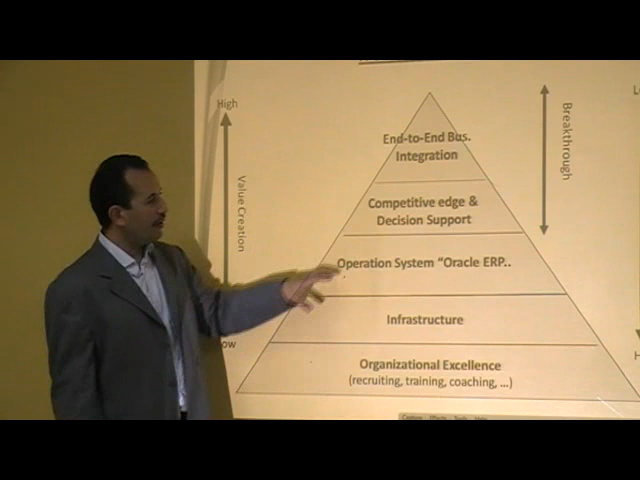 High
Value Creation
End-to-End Bus.
Integration
Competitive edge &
Decision Support
Operation System "Oracle ERP..
Infrastructure
Organizational Excellence
(recruiting, training, coaching, ...)
Breakthrough